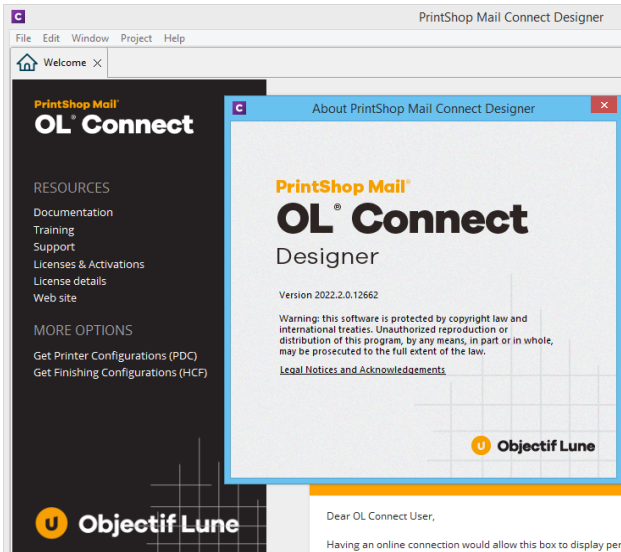 PrintShop Mail Connect Designer
File Edit Window Project Help
Welcome
PrintShop Mail®
OL® Connect
RESOURCES
Documentation
Training
Support
Licenses & Activations
License details
Web site
MORE OPTIONS
Get Printer Configurations (PDC)
Get Finishing Configurations (HCF)
Objectif Lune
About PrintShop Mail Connect Designer
PrintShop Mail®
OL® Connect
Designer
Version 2022.2.0.12662
Warning: this software is protected by copyright law and
international treaties. Unauthorized reproduction or
distribution of this program, by any means, in part or in whole,
may be prosecuted to the full extent of the law.
Legal Notices and Acknowledgements
Objectif Lune
Dear OL Connect User,
Having an online connection would allow this box to display per